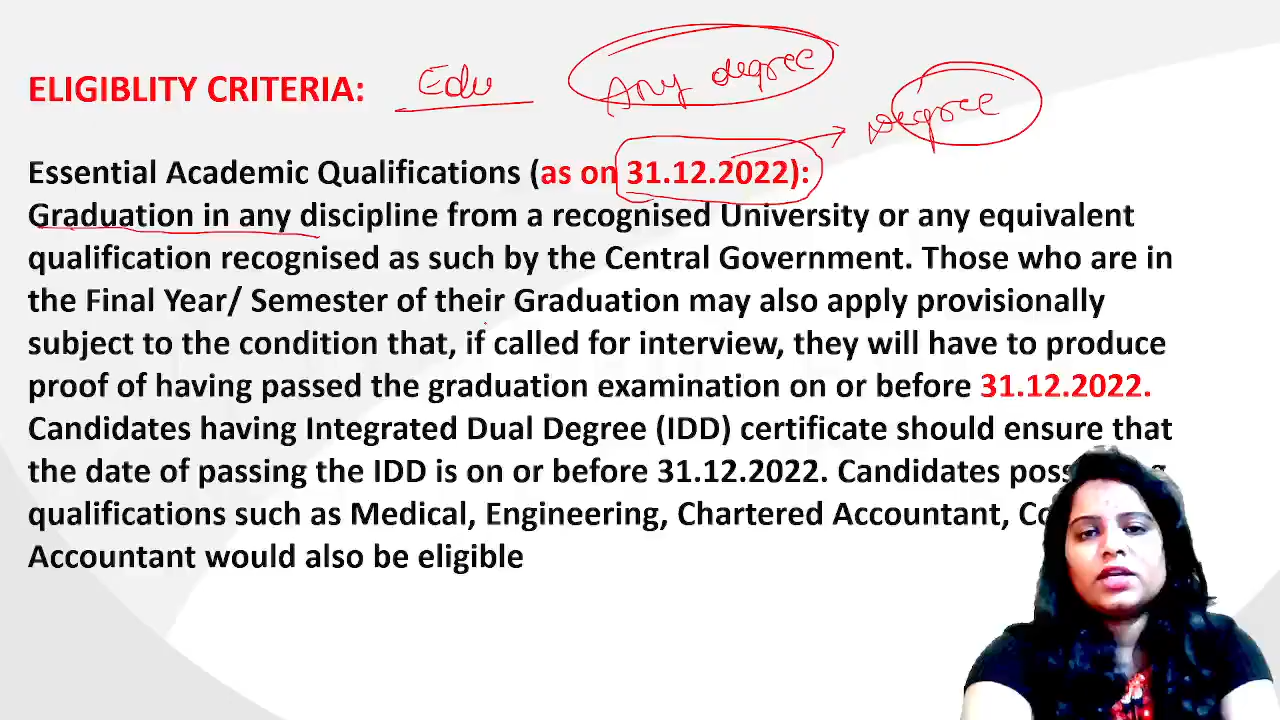 ELIGIBLITY CRITERIA: Edu Any degree
degree
Essential Academic Qualifications (as on 31.12.2022):
Graduation in any discipline from a recognised University or any equivalent
qualification recognised as such by the Central Government. Those who are in
the Final Year/ Semester of their Graduation may also apply provisionally
subject to the condition that, if called for interview, they will have to produce
proof of having passed the graduation examination on or before 31.12.2022.
Candidates having Integrated Dual Degree (IDD) certificate should ensure that
the date of passing the IDD is on or before 31.12.2022. Candidates
qualifications such as Medical, Engineering, Chartered Accountant,
Accountant would also be eligible